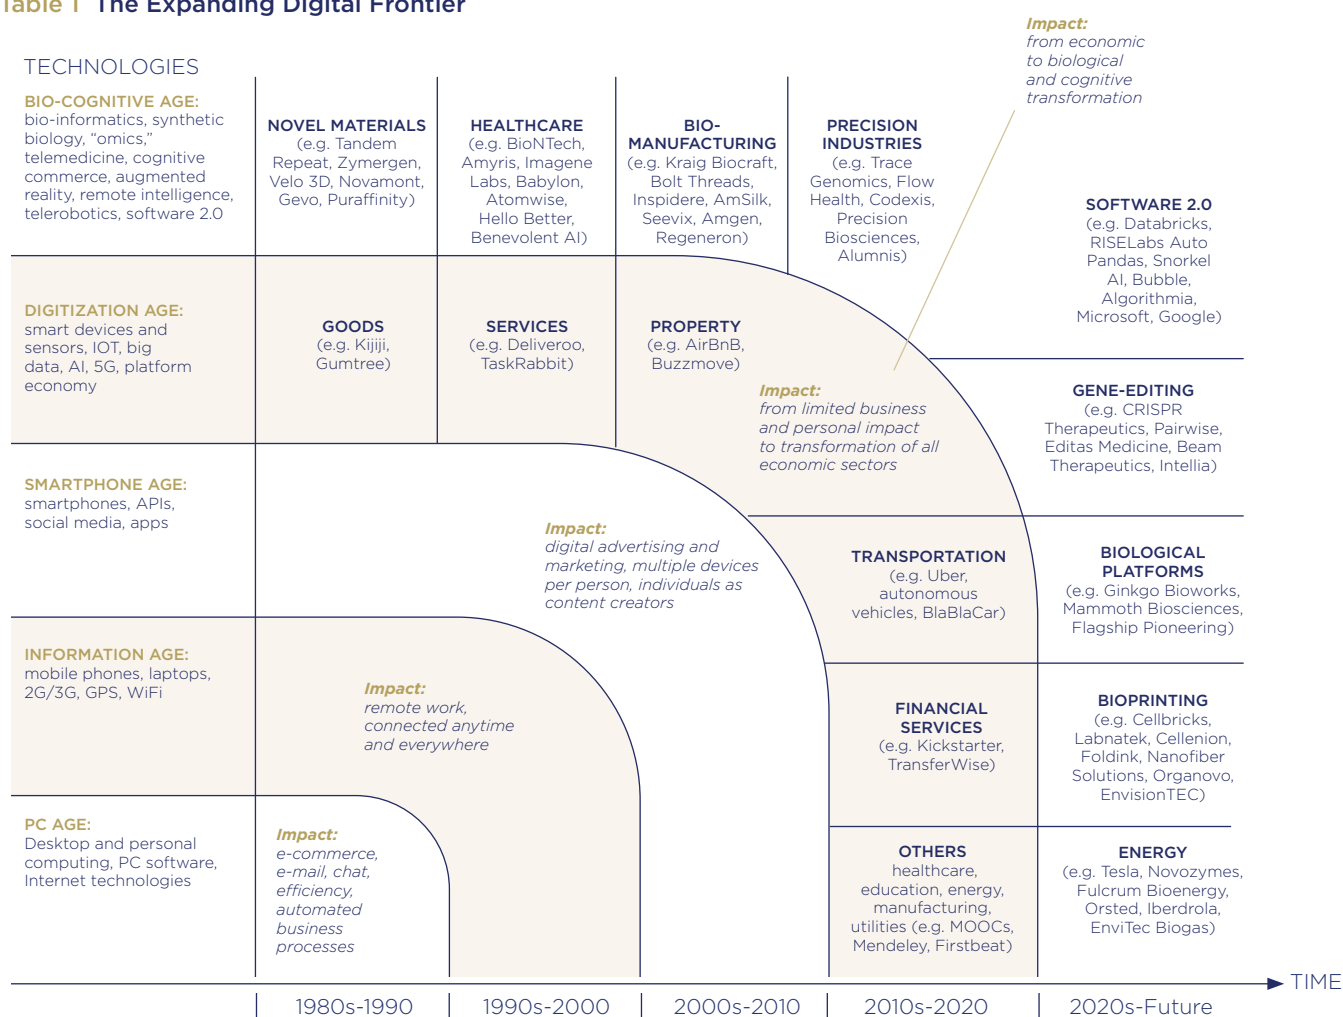 Table 1 The Expanding Digital Frontier
Impact:
from economic
to biological
and cognitive
transformation
TECHNOLOGIES
BIO-COGNITIVE AGE:
bio-informatics, synthetic
biology, “omics,”
telemedicine, cognitive
commerce, augmented
reality, remote intelligence,
telerobotics, software 2.0
NOVEL MATERIALS
(e.g. Tandem
Repeat, Zymergen,
Velo 3D, Novamont,
Gevo, Puraffinity)
HEALTHCARE
(e.g. BioNTech,
Amyris, Imagene
Labs, Babylon,
Atomwise,
Hello Better,
Benevolent AI)
BIO-
MANUFACTURING
(e.g. Kraig Biocraft,
Bolt Threads,
Inspidere, AmSilk,
Seevix, Amgen,
Regeneron)
PRECISION
INDUSTRIES
(e.g. Trace
Genomics, Flow
Health, Codexis,
Precision
Biosciences,
Alumnis)
SOFTWARE 2.0
(e.g. Databricks,
RISELabs Auto
Pandas, Snorkel
AI, Bubble,
Algorithmia,
Microsoft, Google)
DIGITIZATION AGE:
smart devices and
sensors, IOT, big
data, AI, 5G, platform
economy
GOODS
(e.g. Kijiji,
Gumtree)
SERVICES
(e.g. Deliveroo,
TaskRabbit)
PROPERTY
(e.g. AirBnB,
Buzzmove)
Impact:
from limited business
and personal impact
to transformation of all
economic sectors
GENE-EDITING
(e.g. CRISPR
Therapeutics, Pairwise,
Editas Medicine, Beam
Therapeutics, Intellia)
SMARTPHONE AGE:
smartphones, APIs,
social media, apps
Impact:
digital advertising and
marketing, multiple devices
per person, individuals as
content creators
TRANSPORTATION
(e.g. Uber,
autonomous
vehicles, BlaBlaCar)
BIOLOGICAL
PLATFORMS
(e.g. Ginkgo Bioworks,
Mammoth Biosciences,
Flagship Pioneering)
INFORMATION AGE:
mobile phones, laptops,
2G/3G, GPS, WiFi
Impact:
remote work,
connected anytime
and everywhere
FINANCIAL
SERVICES
(e.g. Kickstarter,
TransferWise)
BIOPRINTING
(e.g. Cellbricks,
Labnatek, Cellenion,
Foldink, Nanofiber
Solutions, Organovo,
EnvisionTEC)
PC AGE:
Desktop and personal
computing, PC software,
Internet technologies
Impact:
e-commerce,
e-mail, chat,
efficiency,
automated
business
processes
OTHERS
healthcare,
education, energy,
manufacturing,
utilities (e.g. MOOCs,
Mendeley, Firstbeat)
ENERGY
(e.g. Tesla, Novozymes,
Fulcrum Bioenergy,
Orsted, Iberdrola,
EnviTec Biogas)
TIME
1980s-1990
1990s-2000
2000s-2010
2010s-2020
2020s-Future